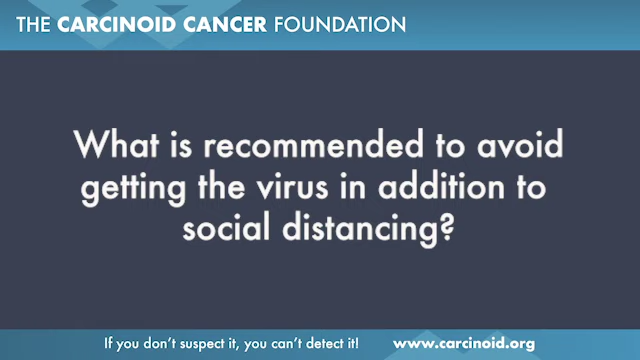 THE CARCINOID CANCER FOUNDATION
What is recommended to avoid
getting the virus in addition to
social distancing?
If you don't suspect it, you can't detect it! www.carcinoid.org